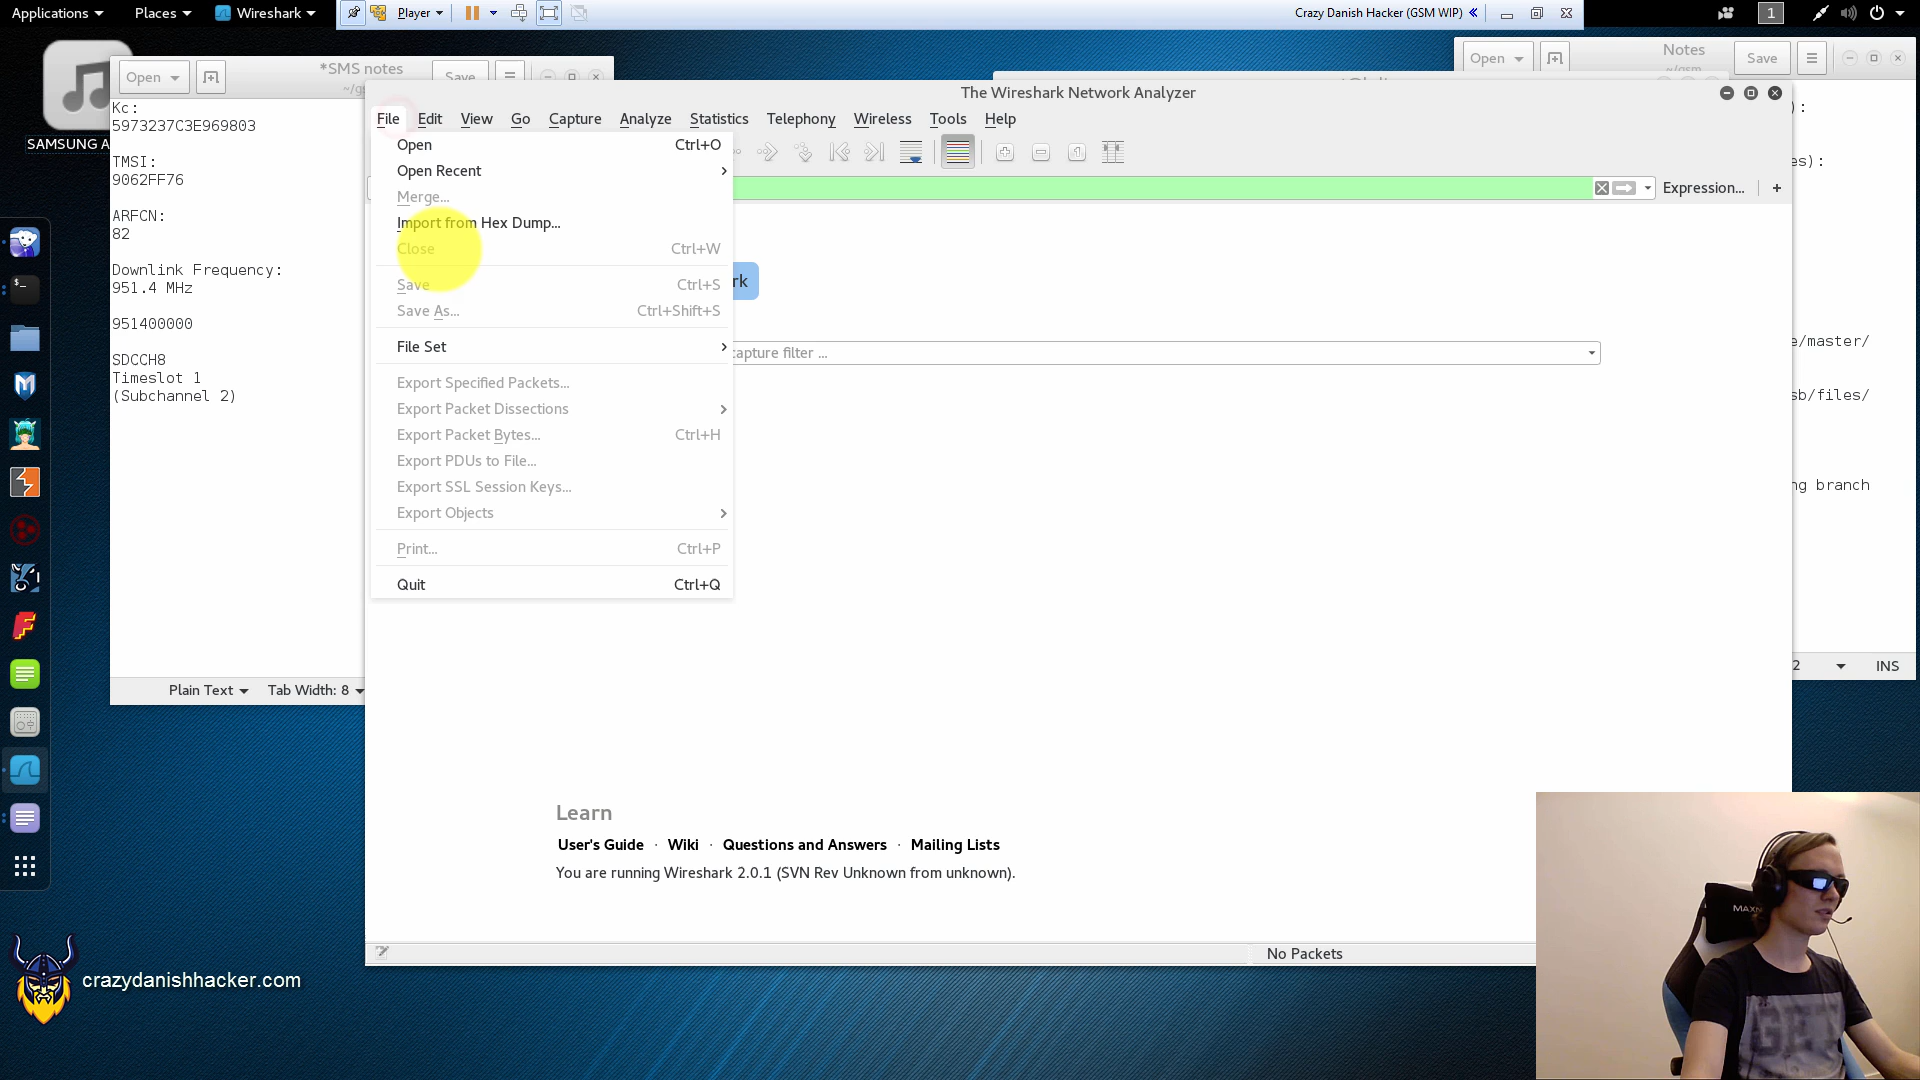 Applications Places Wireshark Player Crazy Danish Hacker (GSM WIP) 1
SAMSUNG A
Open *SMS notes Save
Kc:
5973237C3E969803
TMSI:
9062FF76
ARFCN:
82
Downlink Frequency:
951.4 MHz
951400000
SDCCH8
Timeslot 1
(Subchannel 2)
Plain Text Tab Width: 8
The Wireshark Network Analyzer
File Edit View Go Capture Analyze Statistics Telephony Wireless Tools Help
Open Ctrl+O
Open Recent
Merge...
Import from Hex Dump...
Close Ctrl+W
Save Ctrl+S
Save As... Ctrl+Shift+S
File Set
Export Specified Packets...
Export Packet Dissections
Export Packet Bytes... Ctrl+H
Export PDUs to File...
Export SSL Session Keys...
Export Objects
Print... Ctrl+P
Quit Ctrl+Q
Expression... +
rk
capture filter ...
Learn
User's Guide · Wiki · Questions and Answers · Mailing Lists
You are running Wireshark 2.0.1 (SVN Rev Unknown from unknown).
No Packets
Open Notes Save
):
es):
e/master/
sb/files/
ng branch
2 INS
crazydanishhacker.com